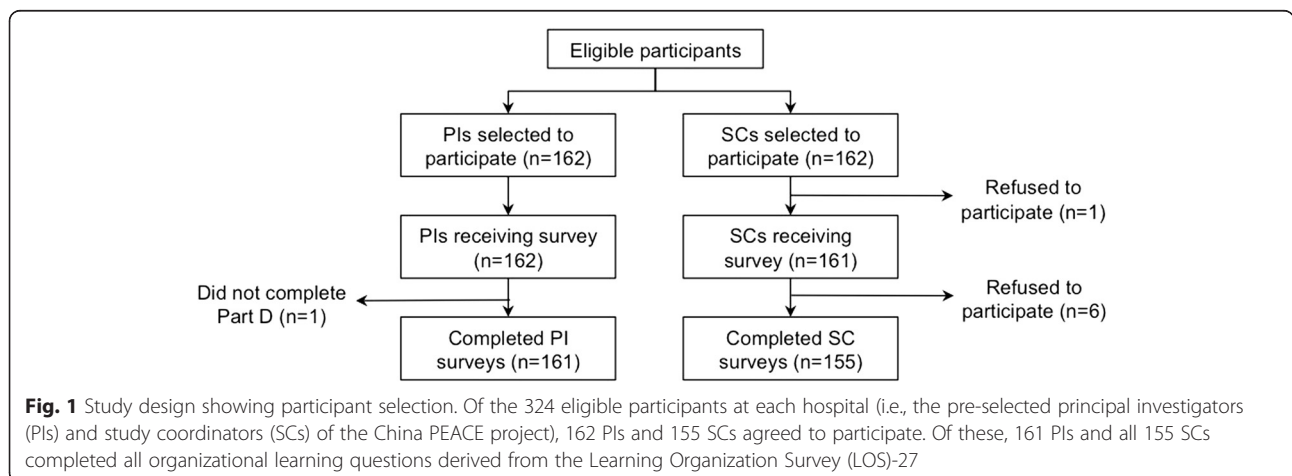 Eligible participants
PIs selected to
participate (n=162)
SCs selected to
participate (n=162)
Refused to
participate (n=1)
PIs receiving survey
(n=162)
SCs receiving
survey (n=161)
Did not complete
Part D (n=1)
Refused to
participate (n=6)
Completed PI
surveys (n=161)
Completed SC
surveys (n=155)
Fig. 1 Study design showing participant selection. Of the 324 eligible participants at each hospital (i.e., the pre-selected principal investigators
(PIs) and study coordinators (SCs) of the China PEACE project), 162 PIs and 155 SCs agreed to participate. Of these, 161 PIs and all 155 SCs
completed all organizational learning questions derived from the Learning Organization Survey (LOS)-27